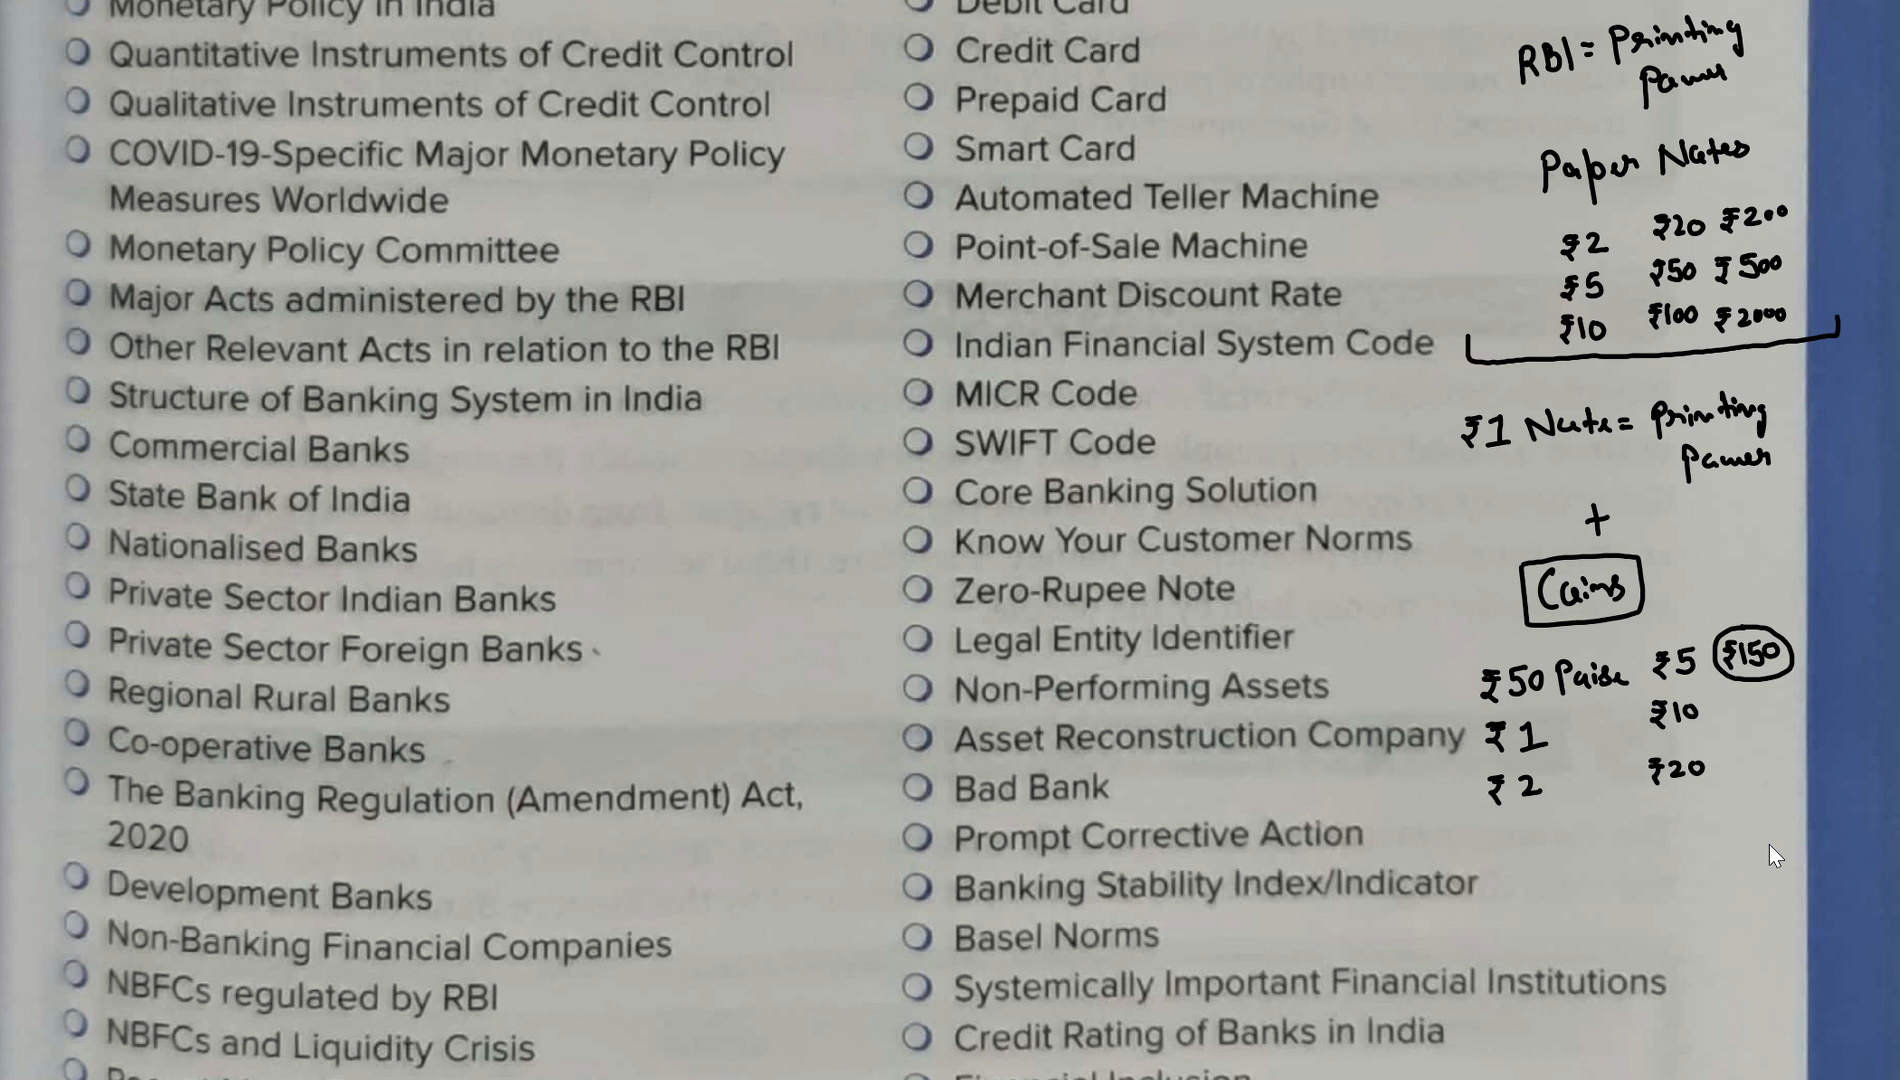 Monetary Policy in India
Quantitative Instruments of Credit Control
Qualitative Instruments of Credit Control
COVID-19-Specific Major Monetary Policy
Measures Worldwide
Monetary Policy Committee
Major Acts administered by the RBI
Other Relevant Acts in relation to the RBI
Structure of Banking System in India
Commercial Banks
State Bank of India
Nationalised Banks
Private Sector Indian Banks
Private Sector Foreign Banks
Regional Rural Banks
Co-operative Banks
The Banking Regulation (Amendment) Act,
2020
Development Banks
Non-Banking Financial Companies
NBFCs regulated by RBI
NBFCs and Liquidity Crisis
Debit Card
Credit Card
Prepaid Card
Smart Card
Automated Teller Machine
Point-of-Sale Machine
Merchant Discount Rate
Indian Financial System Code
MICR Code
SWIFT Code
Core Banking Solution
Know Your Customer Norms
Zero-Rupee Note
Legal Entity Identifier
Non-Performing Assets
Asset Reconstruction Company
Bad Bank
Prompt Corrective Action
Banking Stability Index/Indicator
Basel Norms
Systemically Important Financial Institutions
Credit Rating of Banks in India
Financial Inclusion
RBI = Printing
Power
Paper Notes
₹2 ₹20 ₹200
₹5 ₹50 ₹500
₹10 ₹100 ₹2000
₹1 Note = Printing
Power
+
Coins
₹50 Paise ₹5 ₹150
₹1 ₹10
₹2 ₹20